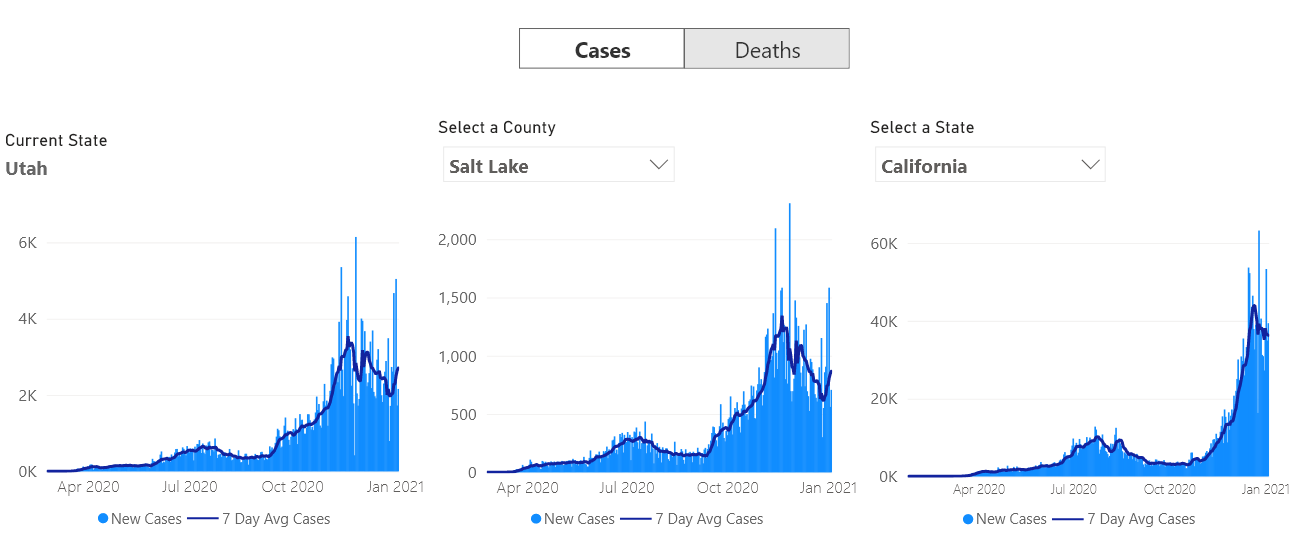 Cases Deaths
Current State
Utah
6K
4K
2K
0K
Apr 2020 Jul 2020 Oct 2020 Jan 2021
New Cases 7 Day Avg Cases
Select a County
Salt Lake
2,000
1,500
1,000
500
0
Apr 2020 Jul 2020 Oct 2020 Jan 2021
New Cases 7 Day Avg Cases
Select a State
California
60K
40K
20K
0K
Apr 2020 Jul 2020 Oct 2020 Jan 2021
New Cases 7 Day Avg Cases